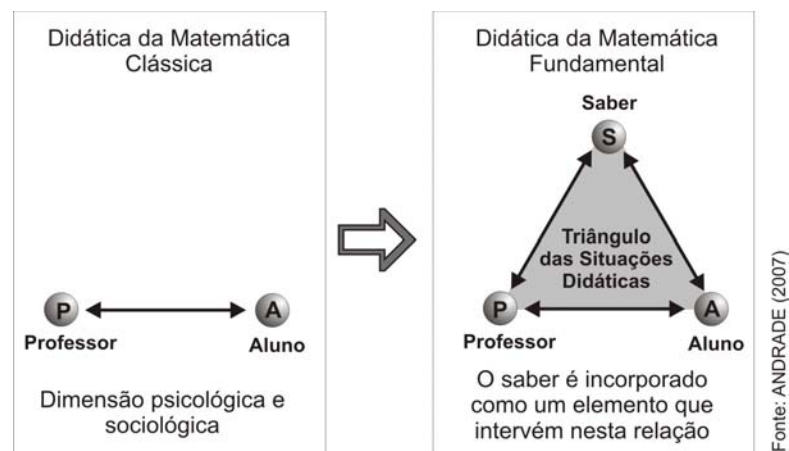 Didática da Matemática
Clássica
P
A
Professor
Aluno
Dimensão psicológica e
sociológica
Didática da Matemática
Fundamental
Saber
S
Triângulo
das Situações
Didáticas
P
A
Professor
Aluno
O saber é incorporado
como um elemento que
intervém nesta relação
Fonte: ANDRADE (2007)